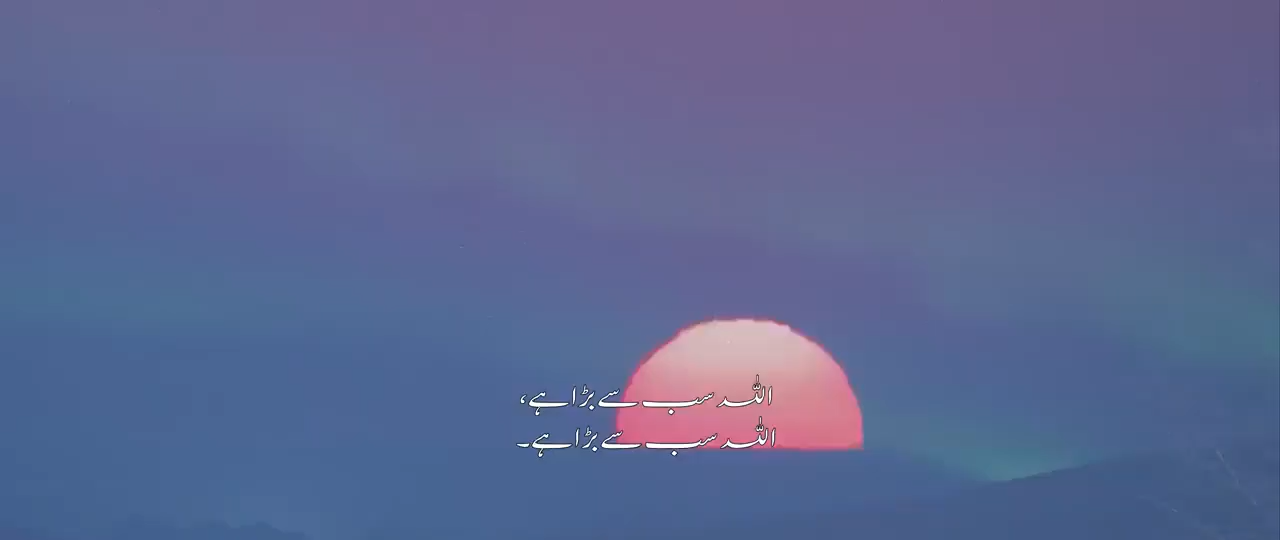 اللہ سب سے بڑا ہے،
اللہ سب سے بڑا ہے۔